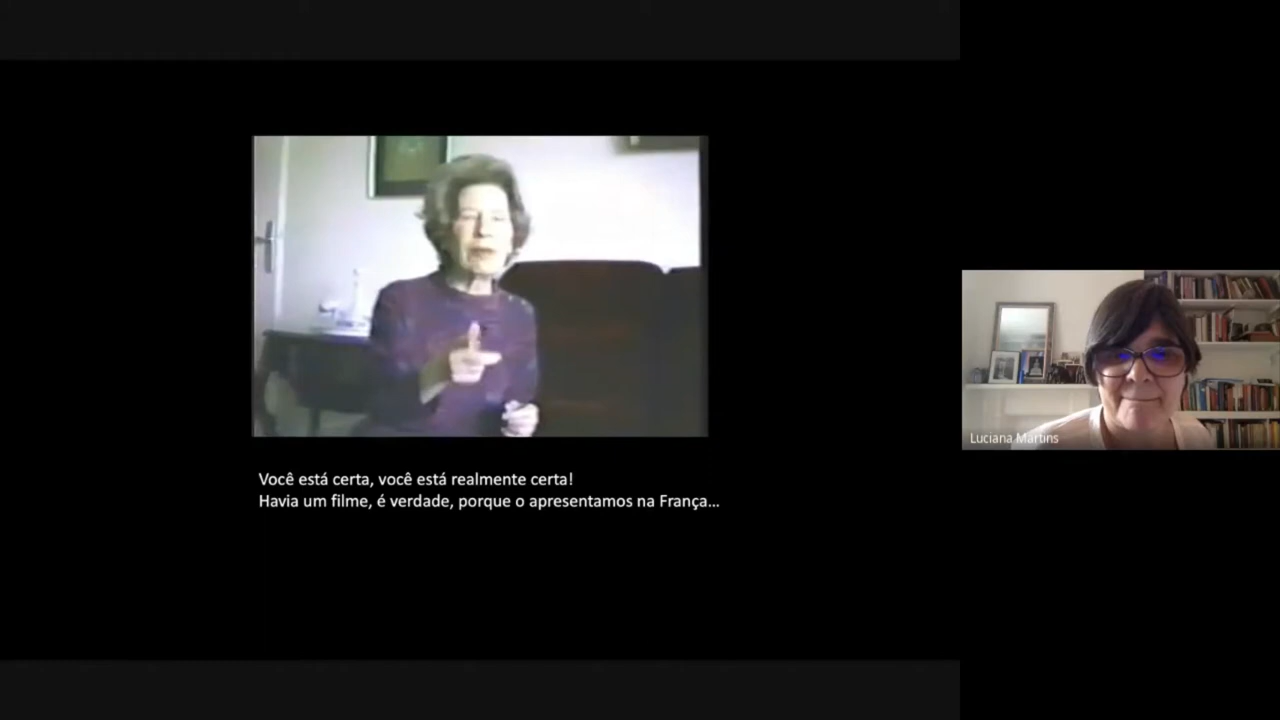 Você está certa, você está realmente certa!
Havia um filme, é verdade, porque o apresentamos na França...
Luciana Martins